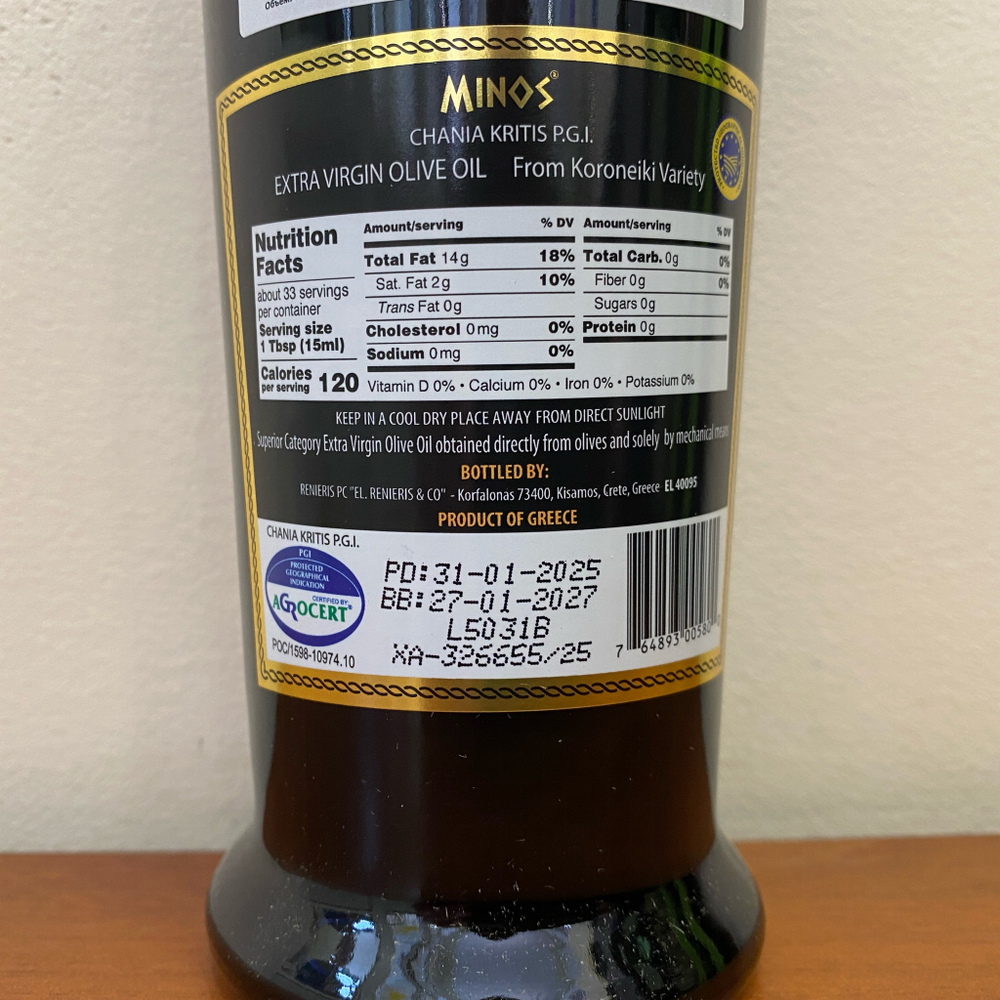 Объем
MINOS®
CHANIA KRITIS P.G.I.
EXTRA VIRGIN OLIVE OIL From Koroneiki Variety
Nutrition
Facts
about 33 servings
per container
Serving size
1 Tbsp (15ml)
Calories
per serving 120
Amount/serving % DV
Total Fat 14g 18%
Sat. Fat 2g 10%
Trans Fat 0g
Cholesterol 0mg 0%
Sodium 0mg 0%
Amount/serving % DV
Total Carb. 0g 0%
Fiber 0g 0%
Sugars 0g
Protein 0g
Vitamin D 0% • Calcium 0% • Iron 0% • Potassium 0%
KEEP IN A COOL DRY PLACE AWAY FROM DIRECT SUNLIGHT
Superior Category Extra Virgin Olive Oil obtained directly from olives and solely by mechanical means
BOTTLED BY:
RENIERIS PC "EL. RENIERIS & CO" - Korfalonas 73400, Kisamos, Crete, Greece EL 40095
PRODUCT OF GREECE
CHANIA KRITIS P.G.I.
PGI
PROTECTED
GEOGRAPHICAL
INDICATION
CERTIFIED BY:
AGROCERT®
POC/1598-10974.10
PD:31-01-2025
BB:27-01-2027
L5031B
XA-326655/25
7 64893 00580 0